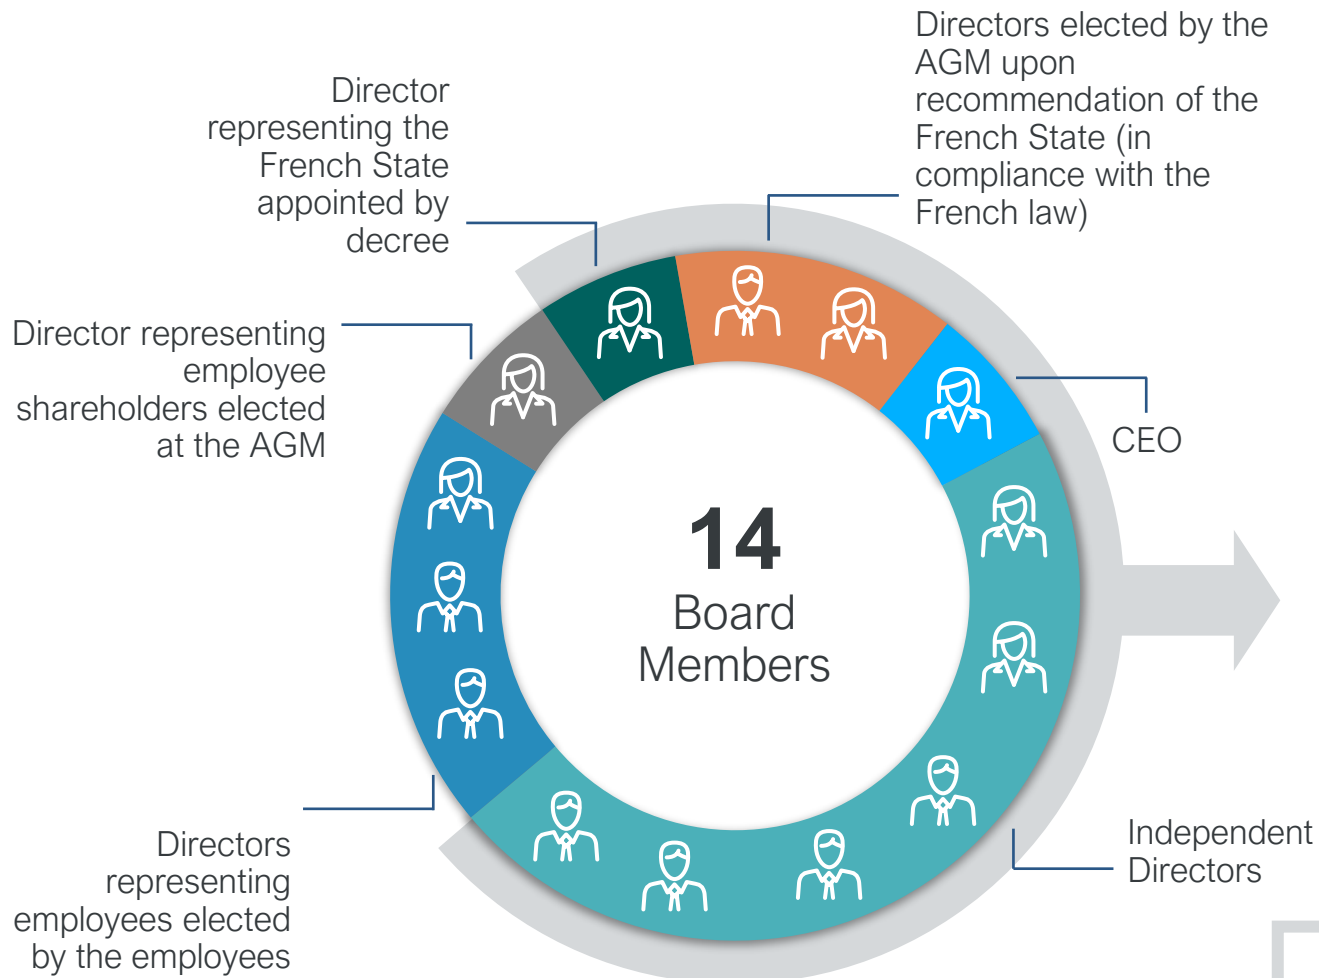 Directors elected by the
AGM upon
recommendation of the
French State (in
compliance with the
French law)
Director
representing the
French State
appointed by
decree
Director representing
employee
shareholders elected
at the AGM
CEO
14
Board
Members
Independent
Directors
Directors
representing
employees elected
by the employees